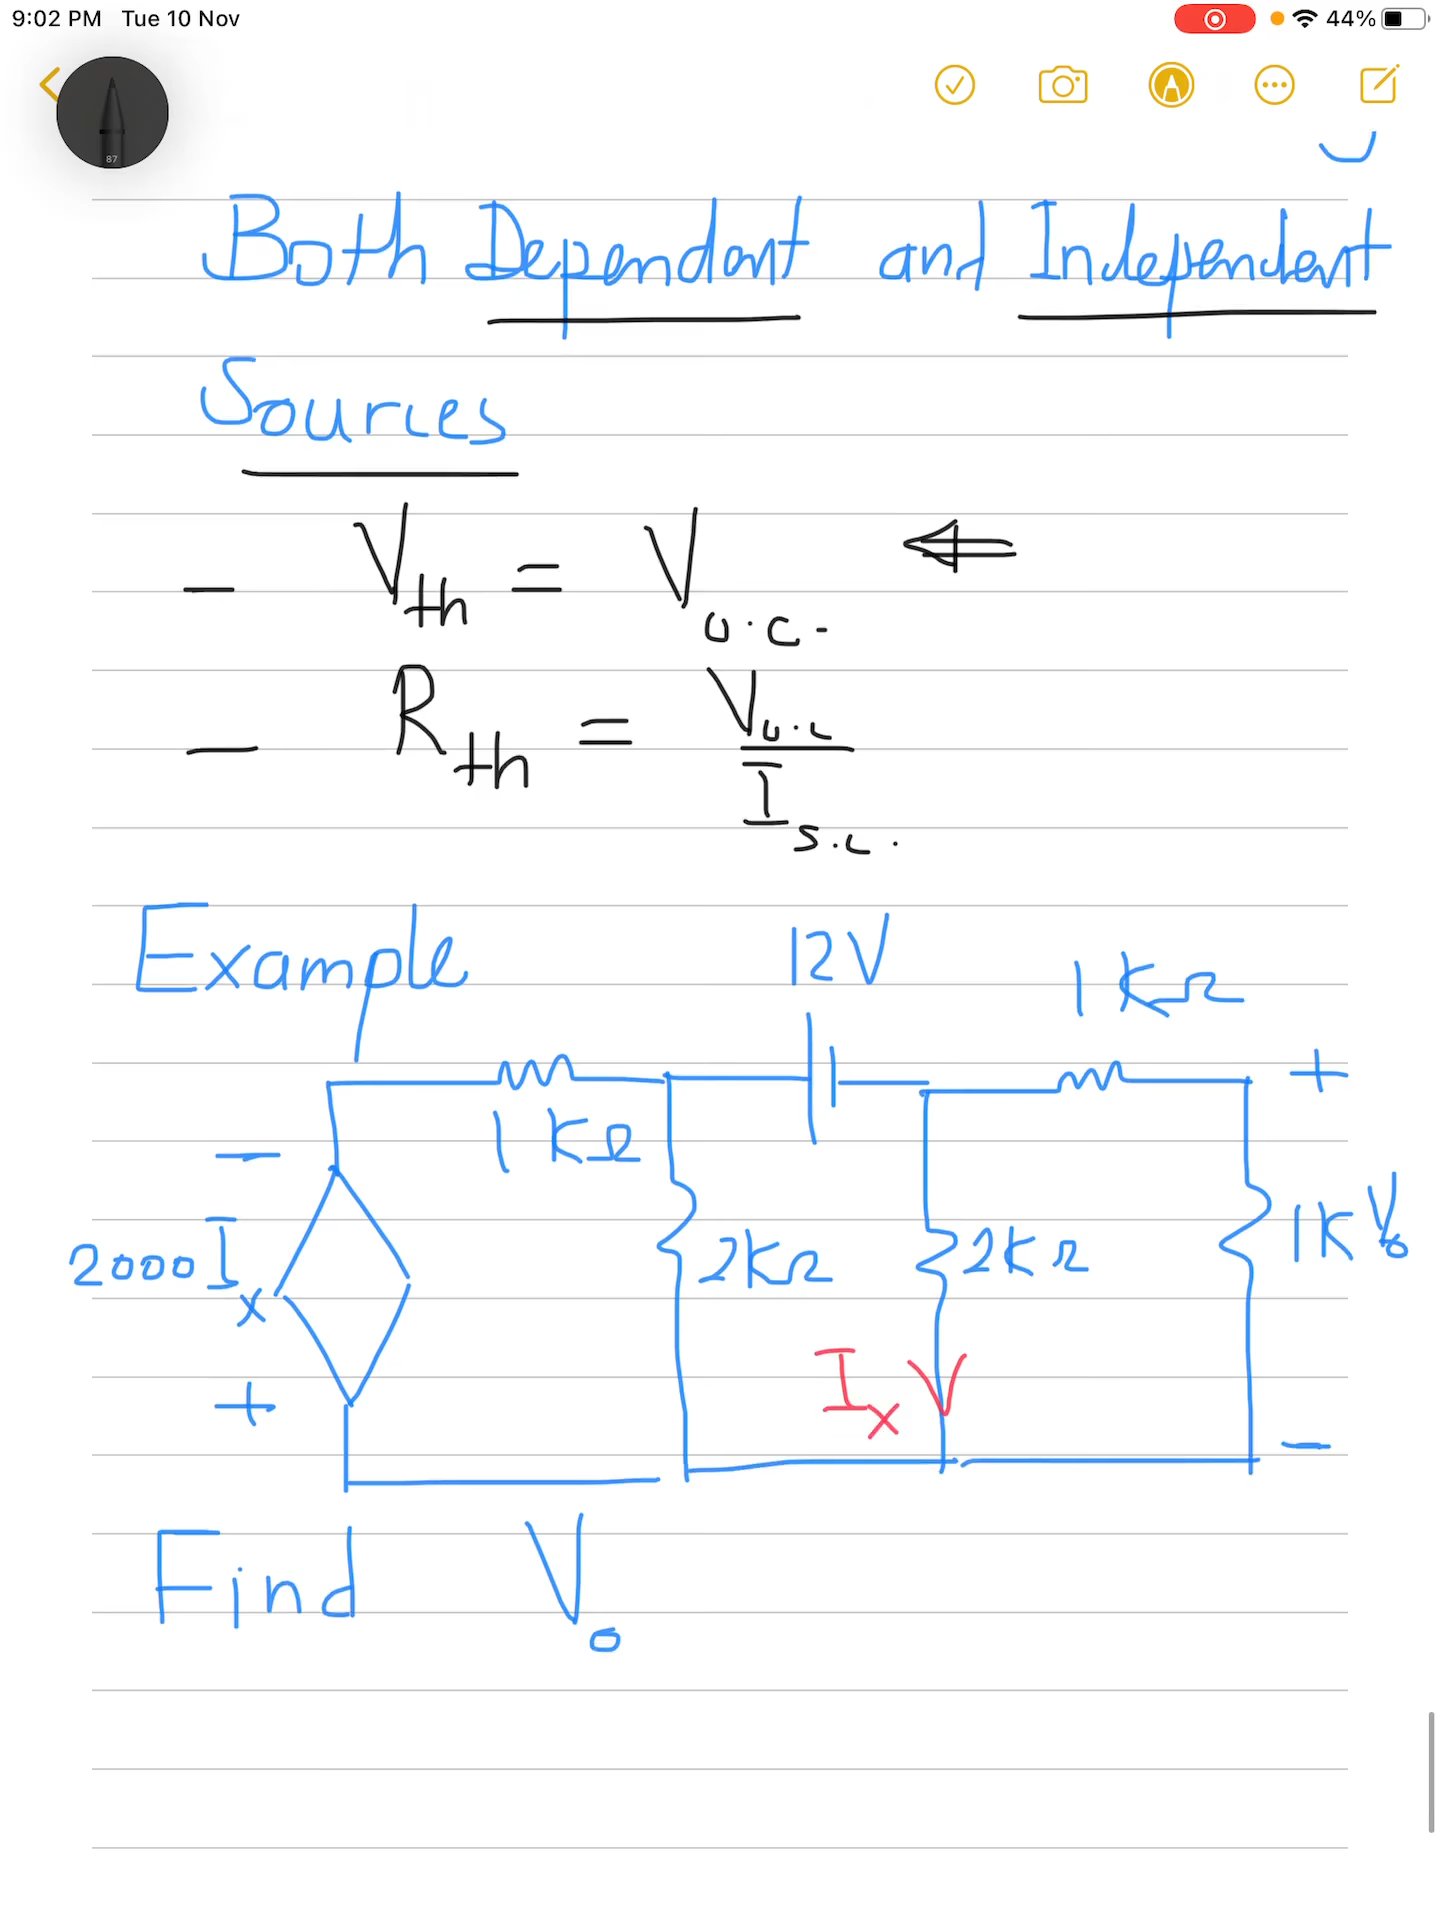 9:02 PM Tue 10 Nov 44%
87
Both Dependant and Independent
Sources
- Vth = Vo.c.
- Rth = Vo.c / Is.c.
Example 12V 1KΩ
1KΩ
+
-
2000Ix 2KΩ 2KΩ 1K Vo
Ix
+
-
Find Vo